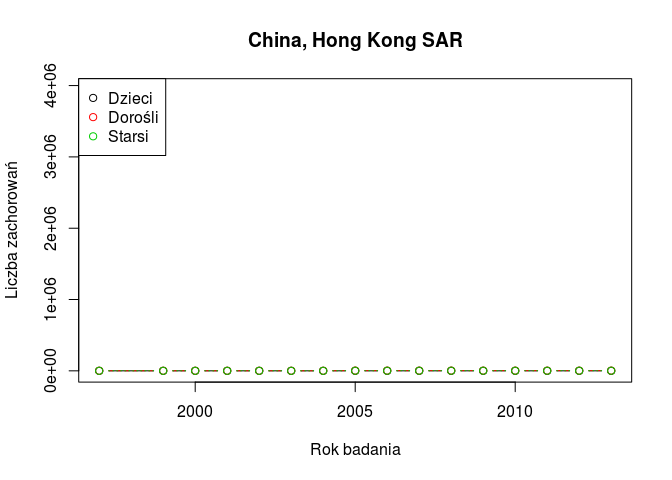 China, Hong Kong SAR
Dzieci
Dorośli
Starsi
Liczba zachorowań
4e+06
3e+06
2e+06
1e+06
0e+00
2000 2005 2010
Rok badania